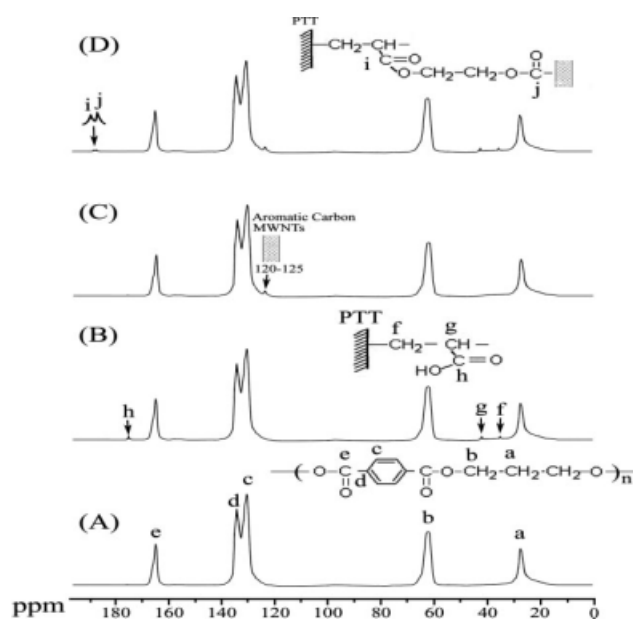 (D)
PTT
CH₂ — CH —
i
C = O
O — CH₂ — CH₂ — O — C
O
j
i j
(C)
Aromatic Carbon
MWNTs
120-125
(B)
PTT
f g
CH₂ — CH —
HO — C = O
h
h
g f
e c b a
( O — C — C — O — CH₂ — CH₂ — CH₂ — O )n
O d O
(A)
e d c b a
ppm 180 160 140 120 100 80 60 40 20 0